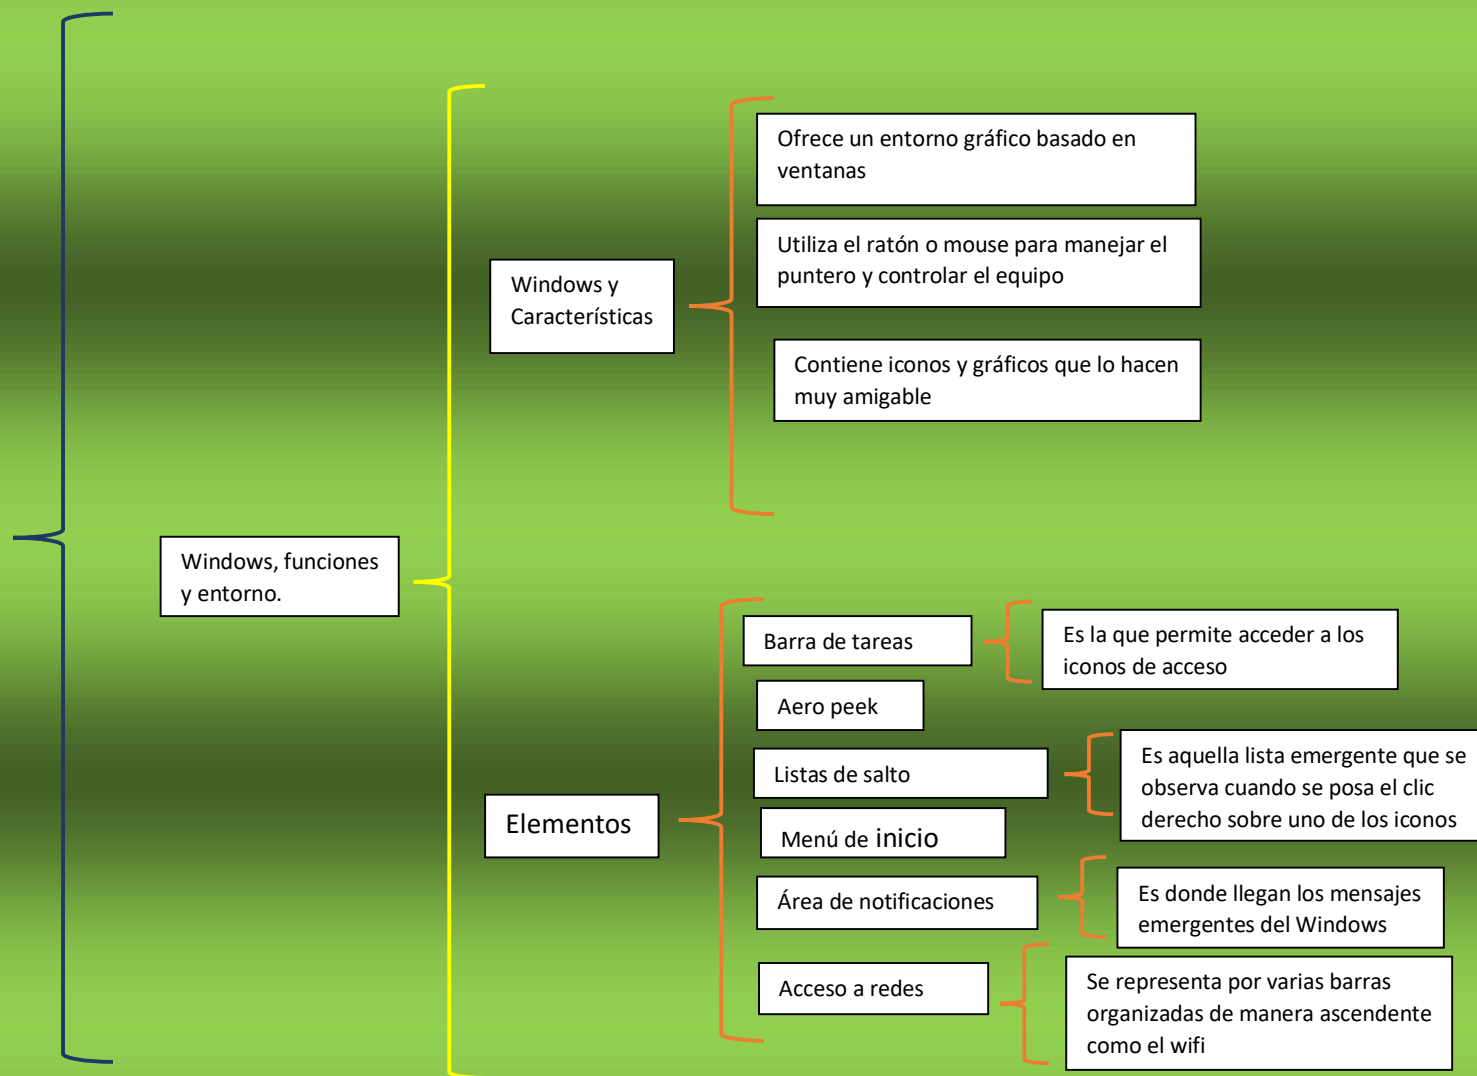 Ofrece un entorno gráfico basado en
ventanas
Utiliza el ratón o mouse para manejar el
puntero y controlar el equipo
Windows y
Características
Contiene iconos y gráficos que lo hacen
muy amigable
Windows, funciones
y entorno.
Barra de tareas
Es la que permite acceder a los
iconos de acceso
Aero peek
Listas de salto
Es aquella lista emergente que se
observa cuando se posa el clic
derecho sobre uno de los iconos
Elementos
Menú de inicio
Área de notificaciones
Es donde llegan los mensajes
emergentes del Windows
Acceso a redes
Se representa por varias barras
organizadas de manera ascendente
como el wifi